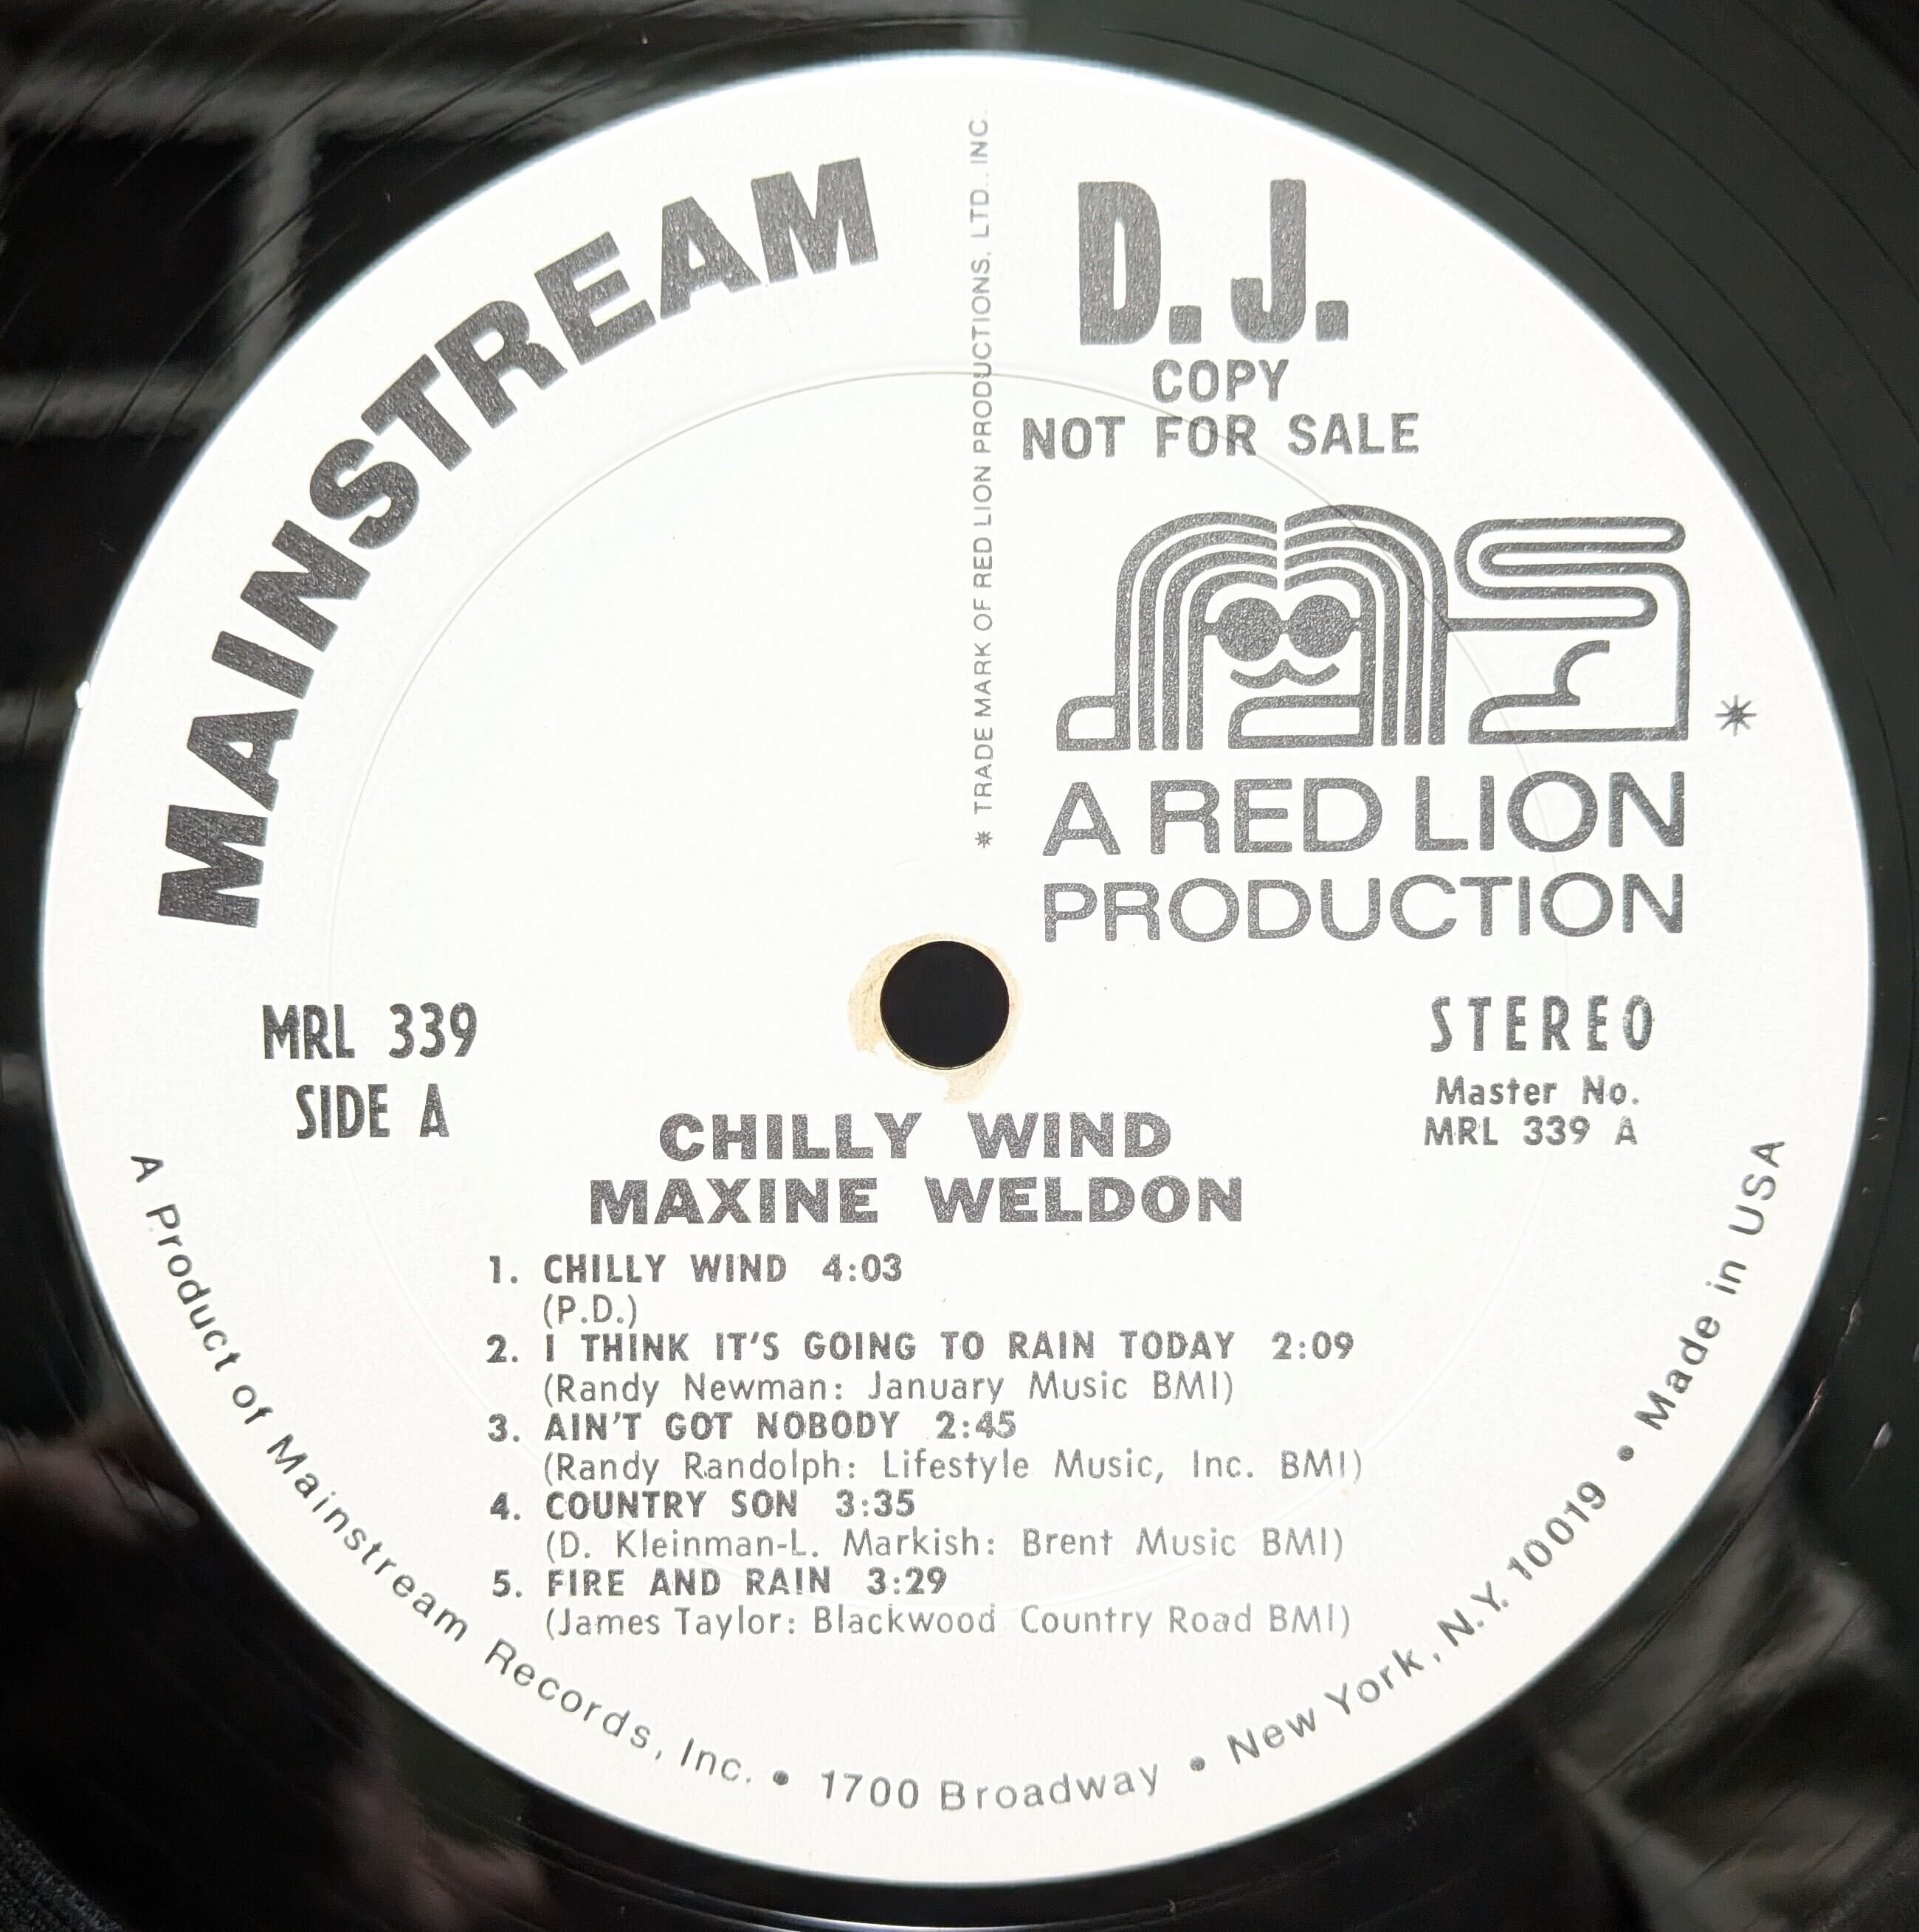 MAINSTREAM
* TRADE MARK OF RED LION PRODUCTIONS, LTD., INC.
D.J.
COPY
NOT FOR SALE
ms *
A RED LION
PRODUCTION
MRL 339
SIDE A
STEREO
Master No.
MRL 339 A
CHILLY WIND
MAXINE WELDON
1. CHILLY WIND 4:03
(P.D.)
2. I THINK IT'S GOING TO RAIN TODAY 2:09
(Randy Newman: January Music BMI)
3. AIN'T GOT NOBODY 2:45
(Randy Randolph: Lifestyle Music, Inc. BMI)
4. COUNTRY SON 3:35
(D. Kleinman-L. Markish: Brent Music BMI)
5. FIRE AND RAIN 3:29
(James Taylor: Blackwood Country Road BMI)
A Product of Mainstream Records, Inc. • 1700 Broadway • New York, N.Y. 10019 • Made in USA